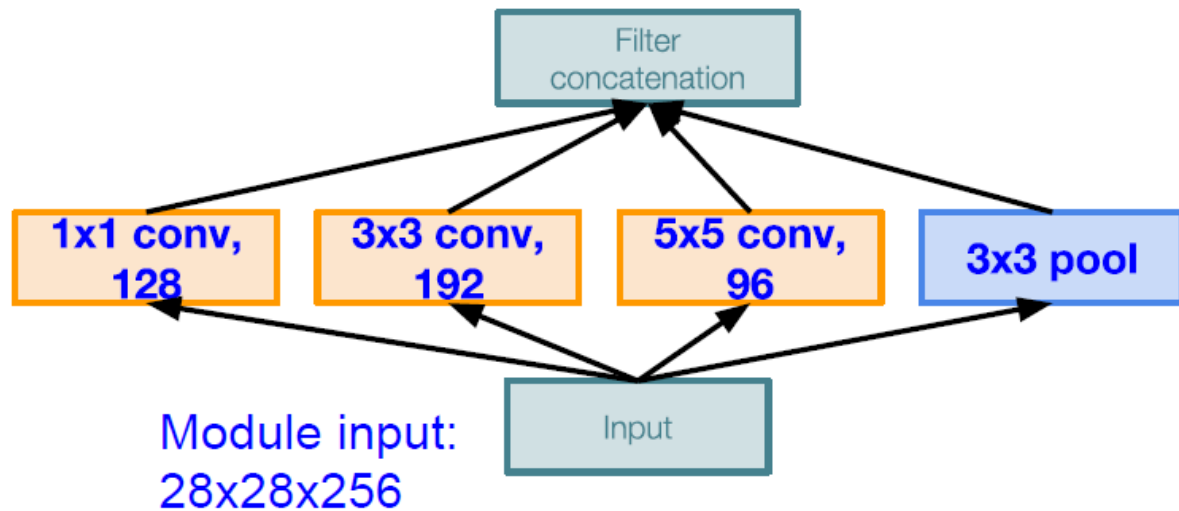 Filter
concatenation
1x1 conv,
128
3x3 conv,
192
5x5 conv,
96
3x3 pool
Input
Module input:
28x28x256